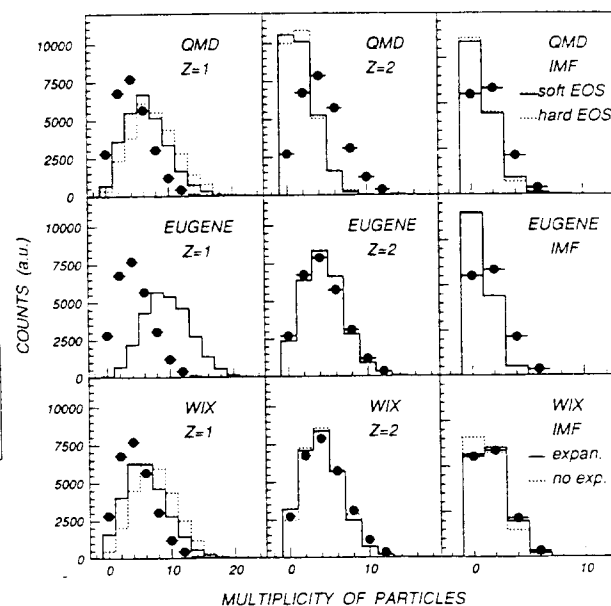 QMD
Z=1
QMD
Z=2
QMD
IMF
soft EOS
hard EOS
10000
7500
5000
2500
0
EUGENE
Z=1
EUGENE
Z=2
EUGENE
IMF
10000
7500
5000
2500
0
WIX
Z=1
WIX
Z=2
WIX
IMF
expan.
no exp.
10000
7500
5000
2500
0
COUNTS (a.u.)
0 10 20 0 10 0 10
MULTIPLICITY OF PARTICLES